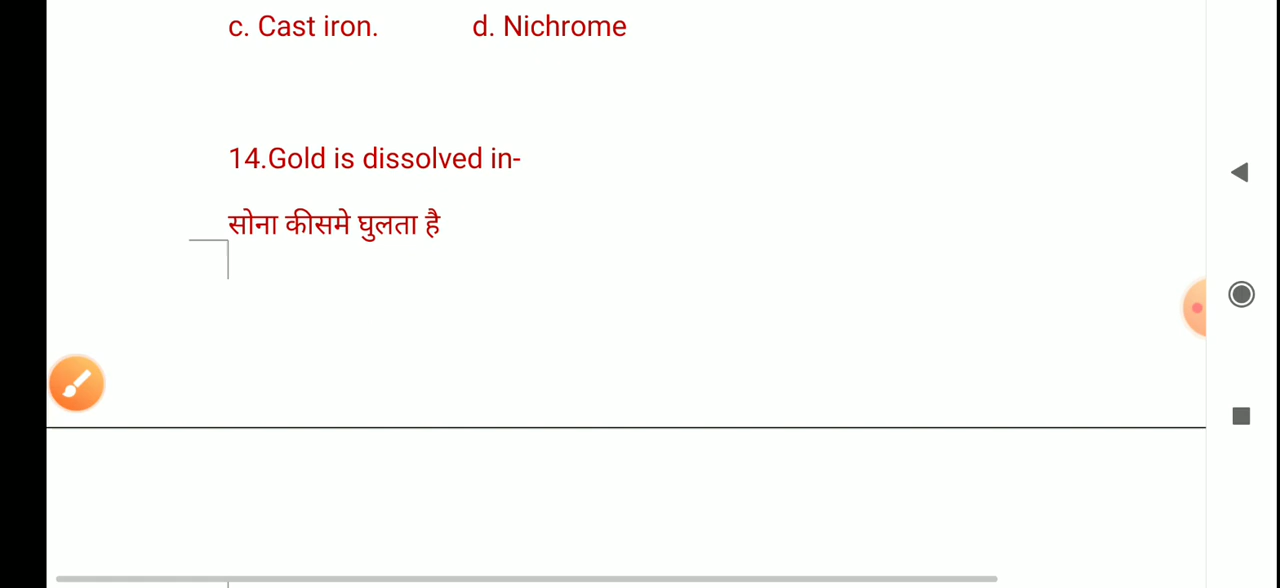 c. Cast iron. d. Nichrome
14.Gold is dissolved in-
सोना कीसमे घुलता है